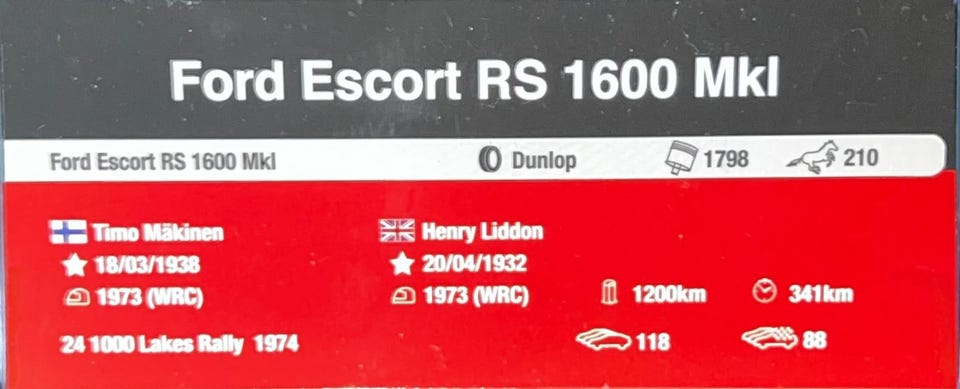 Ford Escort RS 1600 MkI
Ford Escort RS 1600 MkI Dunlop 1798 210
Timo Mäkinen Henry Liddon
18/03/1938 20/04/1932
1973 (WRC) 1973 (WRC) 1200km 341km
24 1000 Lakes Rally 1974 118 88